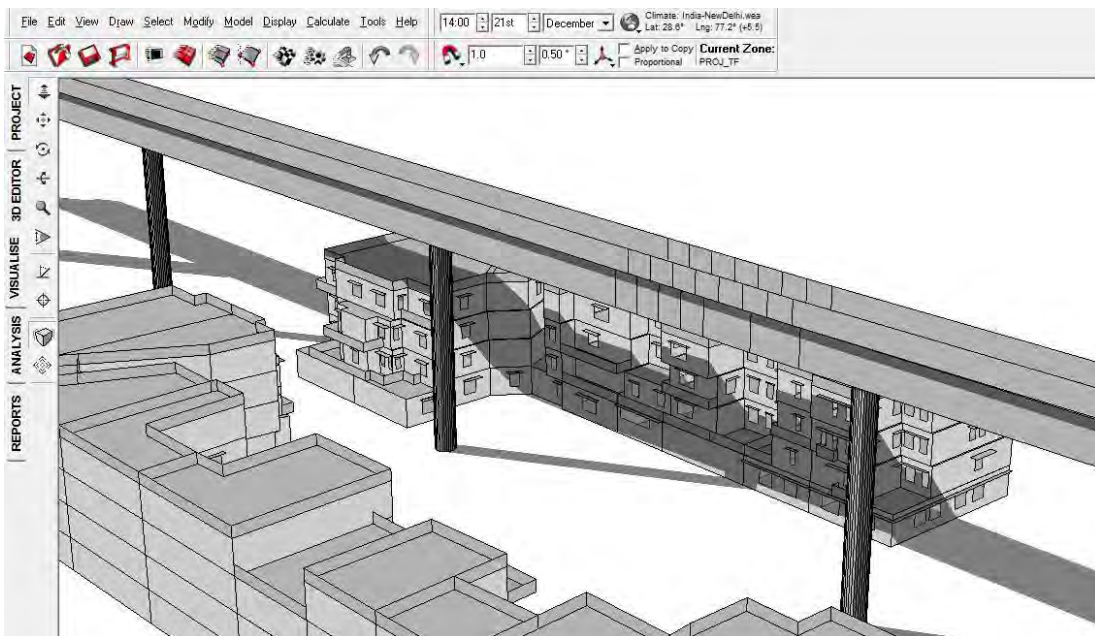 File Edit View Draw Select Modify Model Display Calculate Tools Help
14:00 21st December
Climate: India-NewDelhi.wea
Lat: 28.6° Lng: 77.2° (+5.5)
1.0 0.50 °
Apply to Copy
Proportional
Current Zone:
PROJ_TF
PROJECT
3D EDITOR
VISUALISE
ANALYSIS
REPORTS